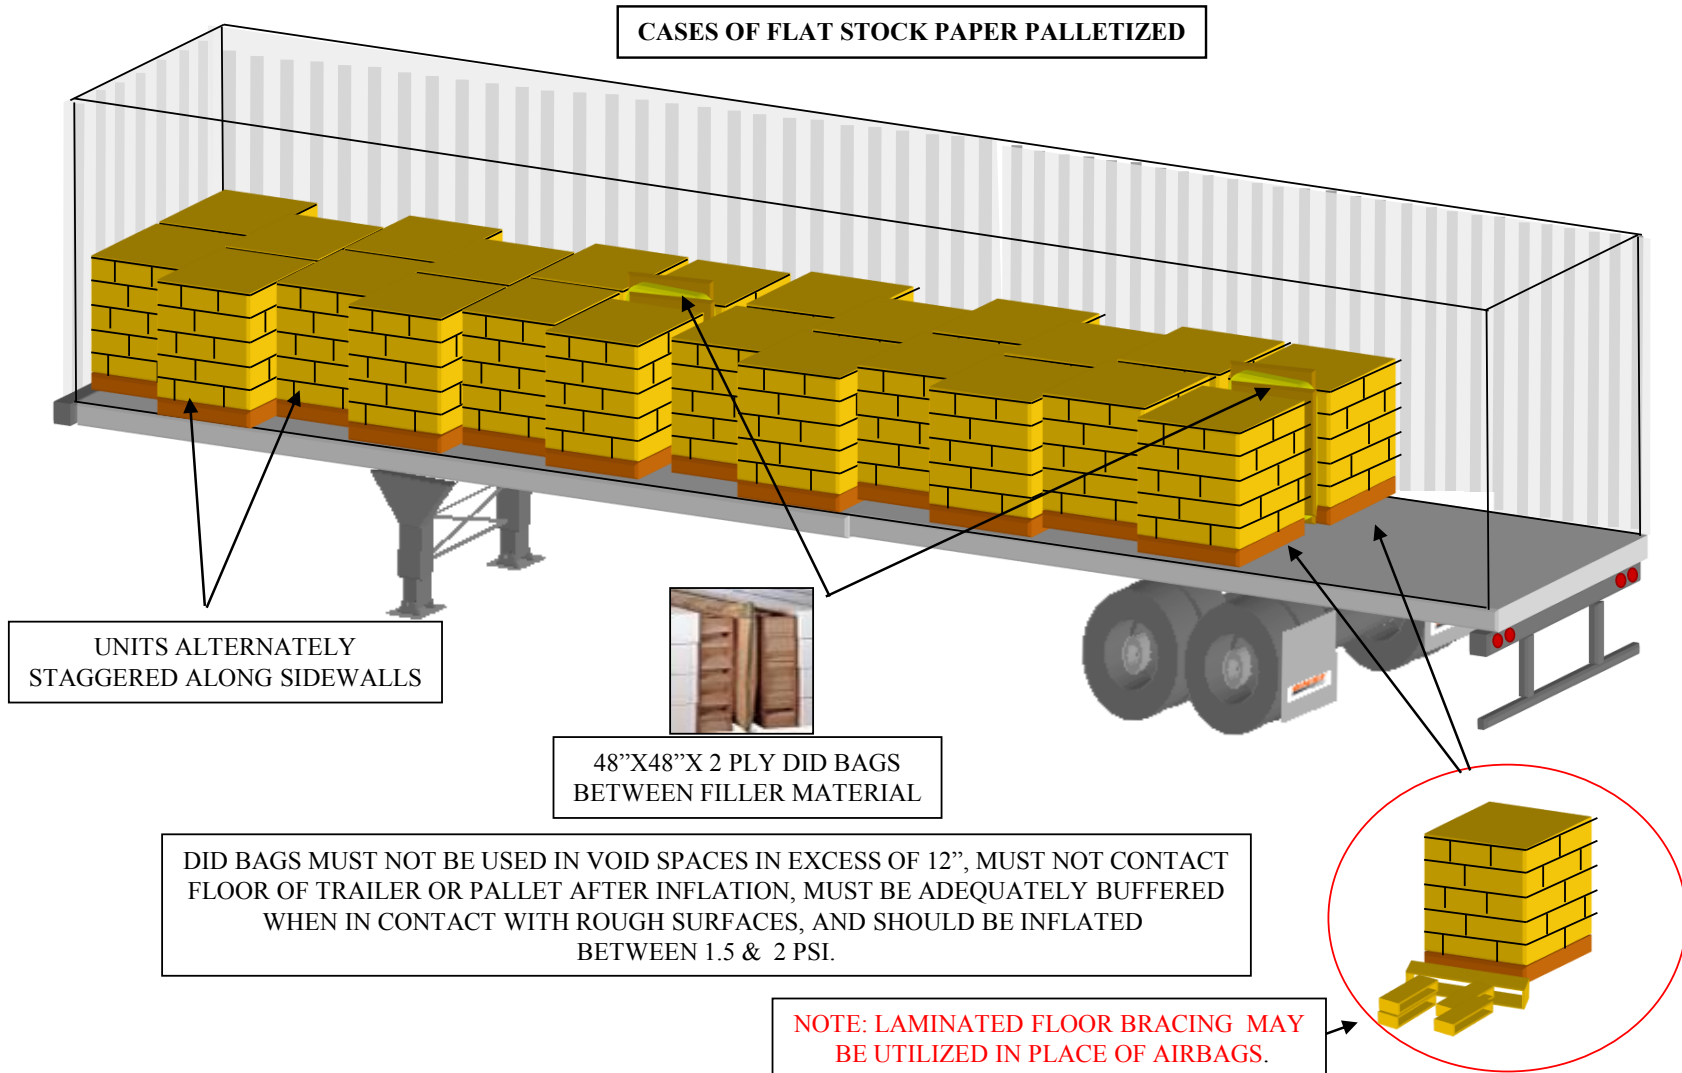 CASES OF FLAT STOCK PAPER PALLETIZED
UNITS ALTERNATELY
STAGGERED ALONG SIDEWALLS
48”X48”X 2 PLY DID BAGS
BETWEEN FILLER MATERIAL
DID BAGS MUST NOT BE USED IN VOID SPACES IN EXCESS OF 12”, MUST NOT CONTACT
FLOOR OF TRAILER OR PALLET AFTER INFLATION, MUST BE ADEQUATELY BUFFERED
WHEN IN CONTACT WITH ROUGH SURFACES, AND SHOULD BE INFLATED
BETWEEN 1.5 & 2 PSI.
NOTE: LAMINATED FLOOR BRACING MAY
BE UTILIZED IN PLACE OF AIRBAGS.